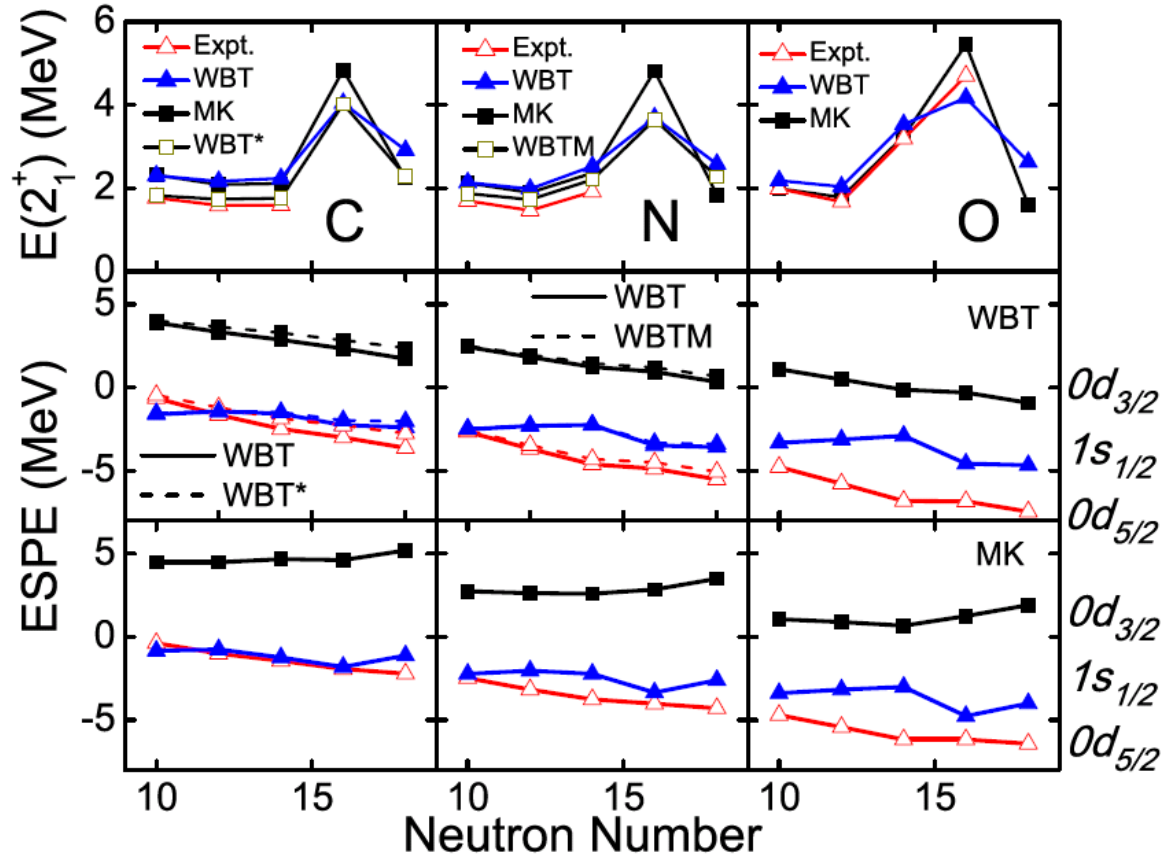 E(2₁⁺) (MeV)
6
4
2
0
Expt.
WBT
MK
WBT*
C
Expt.
WBT
MK
WBTM
N
Expt.
WBT
MK
O
ESPE (MeV)
5
0
-5
WBT
WBT*
WBT
WBTM
WBT
0d3/2
1s1/2
0d5/2
5
0
-5
MK
0d3/2
1s1/2
0d5/2
10 15 10 15 10 15
Neutron Number